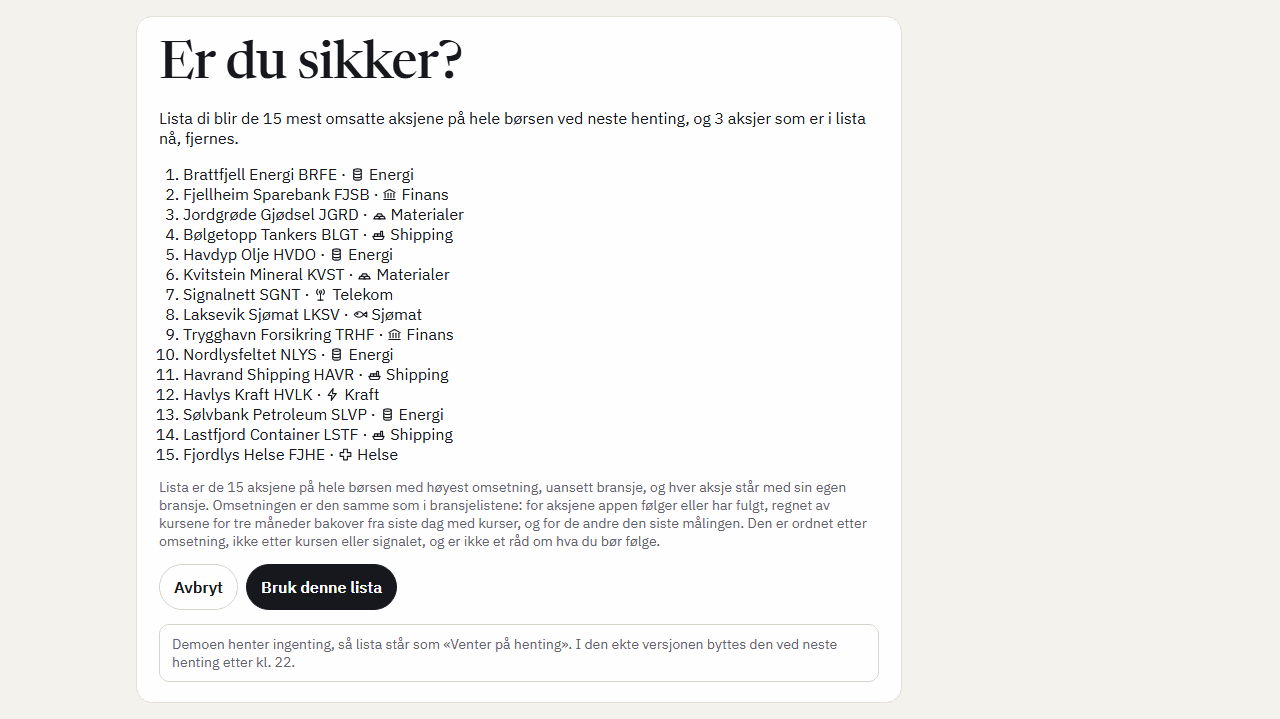 Er du sikker?
Lista di blir de 15 mest omsatte aksjene på hele børsen ved neste henting, og 3 aksjer som er i lista
nå, fjernes.
1. Brattfjell Energi BRFE · Energi
2. Fjellheim Sparebank FJSB · Finans
3. Jordgrøde Gjødsel JGRD · Materialer
4. Bølgetopp Tankers BLGT · Shipping
5. Havdyp Olje HVDO · Energi
6. Kvitstein Mineral KVST · Materialer
7. Signalnett SGNT · Telekom
8. Laksevik Sjømat LKSV · Sjømat
9. Trygghavn Forsikring TRHF · Finans
10. Nordlysfeltet NLYS · Energi
11. Havrand Shipping HAVR · Shipping
12. Havlys Kraft HVLK · Kraft
13. Sølvbank Petroleum SLVP · Energi
14. Lastfjord Container LSTF · Shipping
15. Fjordlys Helse FJHE · Helse
Lista er de 15 aksjene på hele børsen med høyest omsetning, uansett bransje, og hver aksje står med sin egen
bransje. Omsetningen er den samme som i bransjelistene: for aksjene appen følger eller har fulgt, regnet av
kursene for tre måneder bakover fra siste dag med kurser, og for de andre den siste målingen. Den er ordnet etter
omsetning, ikke etter kursen eller signalet, og er ikke et råd om hva du bør følge.
Avbryt
Bruk denne lista
Demoen henter ingenting, så lista står som «Venter på henting». I den ekte versjonen byttes den ved neste
henting etter kl. 22.